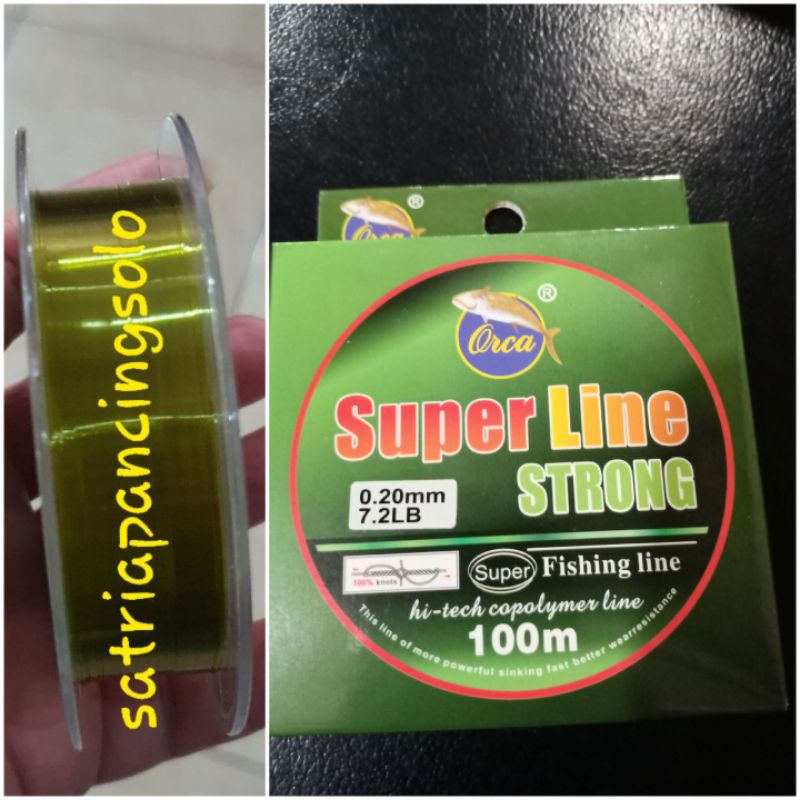 satriapancingsolo
®
Orca
®
Orca
Super Line
STRONG
0.20mm
7.2LB
100% knots
Super
Fishing line
hi-tech copolymer line
100m
This line of more powerful sinking fast better wearresistance